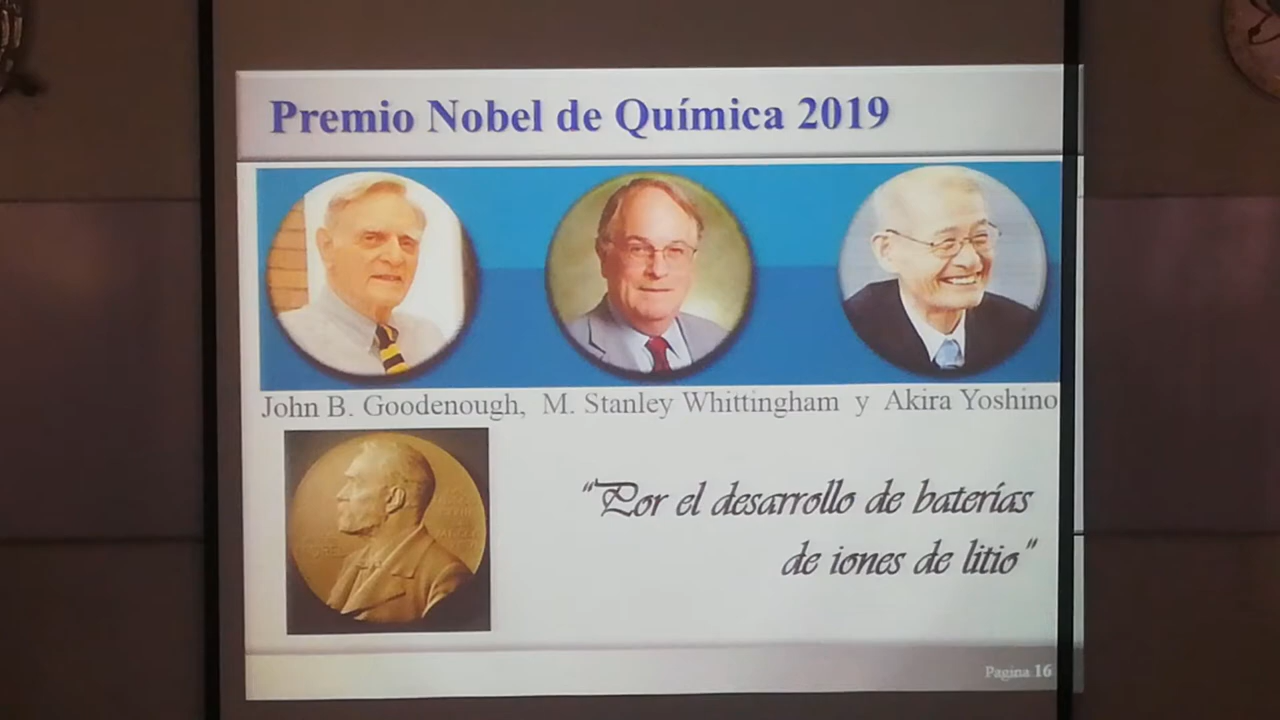 Premio Nobel de Química 2019
John B. Goodenough, M. Stanley Whittingham y Akira Yoshino
“Por el desarrollo de baterías
de iones de litio”
Pagina 16